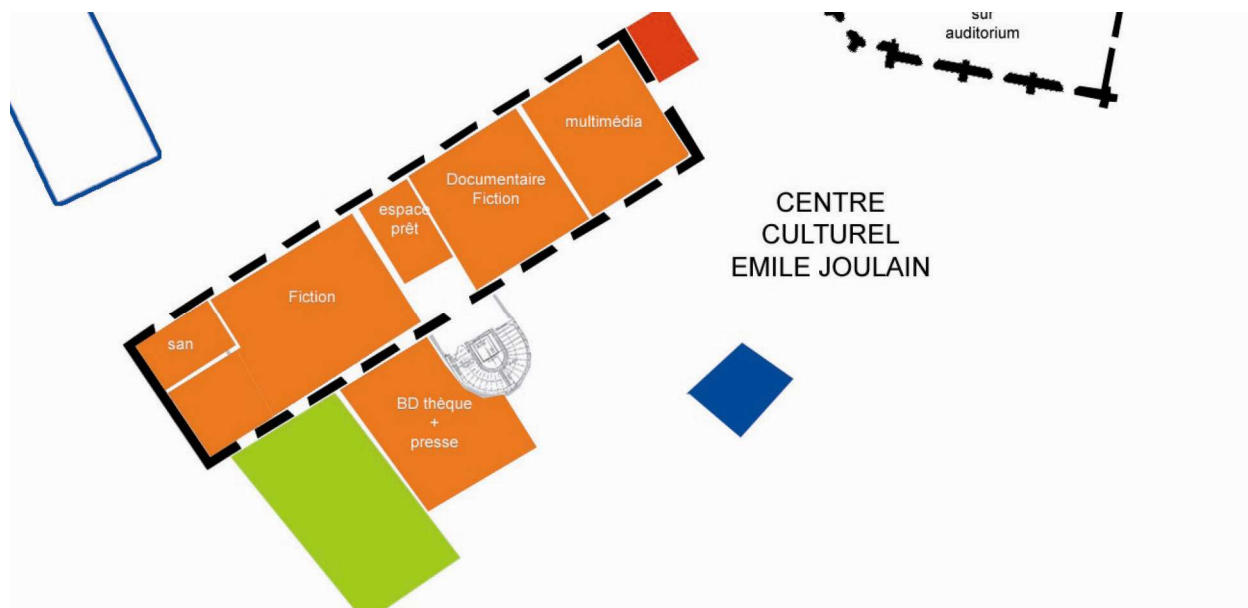 sur
auditorium
multimédia
Documentaire
Fiction
espace
prêt
CENTRE
CULTUREL
EMILE JOULAIN
Fiction
san
BD thèque
+
presse